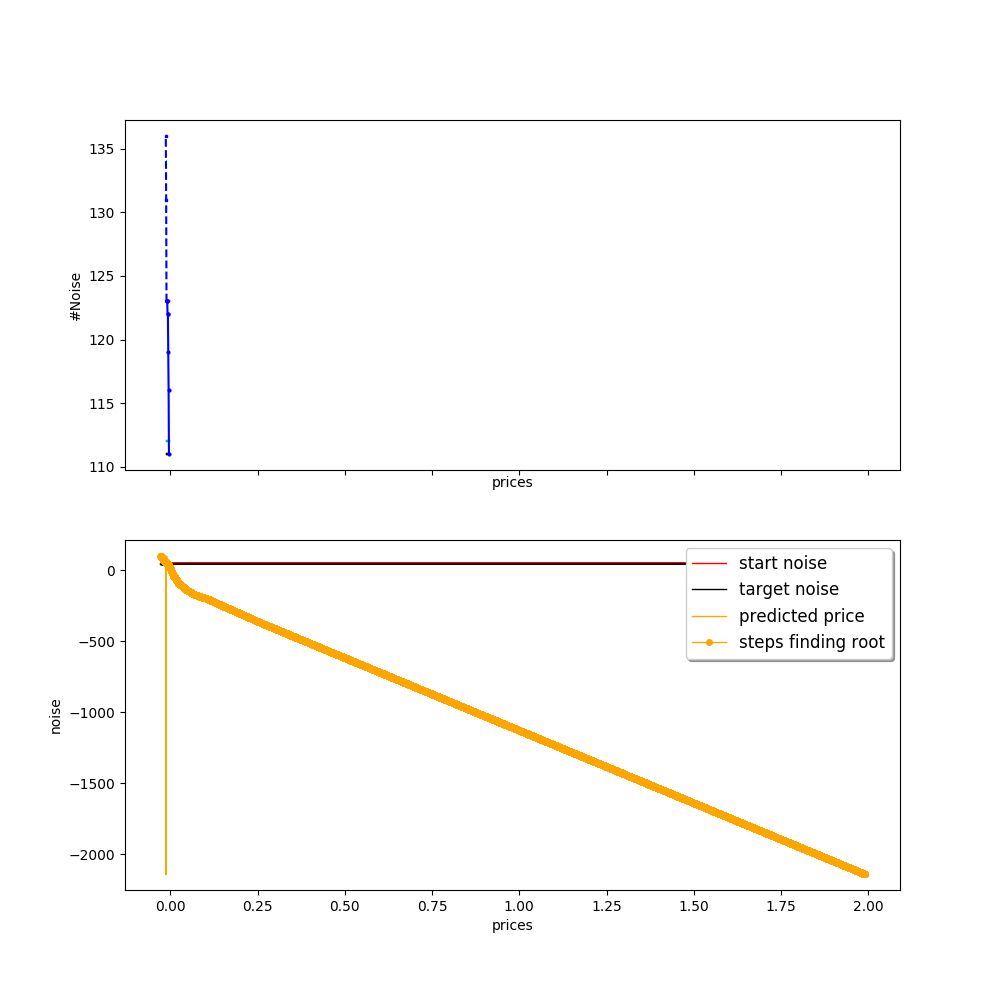 135
130
125
120
115
110
#Noise
prices
start noise
target noise
predicted price
steps finding root
0
−500
−1000
−1500
−2000
noise
0.00 0.25 0.50 0.75 1.00 1.25 1.50 1.75 2.00
prices